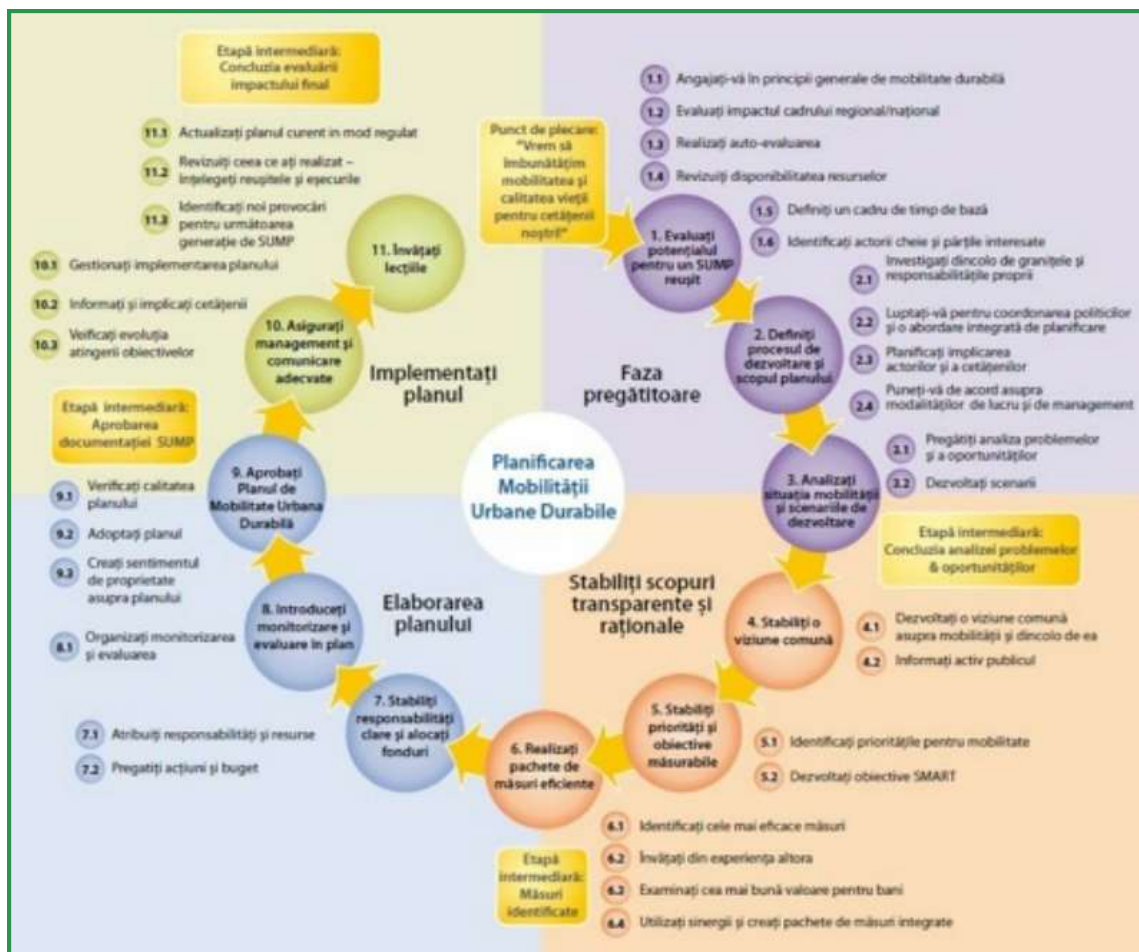 Etapă intermediară:
Concluzia evaluării
impactului final
11.1 Actualizați planul curent in mod regulat
11.2 Revizuiți ceea ce ați realizat –
înțelegeți reușitele și eșecurile
11.3 Identificați noi provocări
pentru următoarea
generație de SUMP
10.1 Gestionați implementarea planului
10.2 Informați și implicați cetățenii
10.3 Veificați evoluția
atingerii obiectivelor
11. Învățați
lecțiile
10. Asigurați
management și
comunicare
adecvate
Implementați
planul
Punct de plecare:
"Vrem să
îmbunătățim
mobilitatea și
calitatea vieții
pentru cetățenii
noștri!"
1.1 Angajați-vă în principii generale de mobilitate durabilă
1.2 Evaluați impactul cadrului regional/național
1.3 Realizați auto-evaluarea
1.4 Revizuiți disponibilitatea resurselor
1.5 Definiți un cadru de timp de bază
1.6 Identificați actorii cheie și părțile interesate
1. Evaluați
potențialul
pentru un SUMP
reușit
2.1 Investigați dincolo de granițele și
responsabilitățile proprii
2.2 Luptați-vă pentru coordonarea politicilor
și o abordare integrată de planificare
2.3 Planificați implicarea
actorilor și a cetățenilor
2.4 Puneți-vă de acord asupra
modalităților de lucru și de management
2. Definiți
procesul de
dezvoltare și
scopul planului
Faza
pregătitoare
3.1 Pregătiți analiza problemelor
și a oportunităților
3.2 Dezvoltați scenarii
3. Analizați
situația mobilității
și scenariile de
dezvoltare
Etapă intermediară:
Concluzia analizei problemelor
& oportunităților
Planificarea
Mobilității
Urbane Durabile
Stabiliți scopuri
transparente și
raționale
4. Stabiliți o
viziune comună
4.1 Dezvoltați o viziune comună
asupra mobilității și dincolo de ea
4.2 Informați activ publicul
5. Stabiliți
priorități și
obiective
măsurabile
5.1 Identificați prioritățile pentru mobilitate
5.2 Dezvoltați obiective SMART
6. Realizați
pachete de
măsuri eficiente
6.1 Identificați cele mai eficace măsuri
6.2 Învățați din experiența altora
6.3 Examinați cea mai bună valoare pentru bani
6.4 Utilizați sinergii și creați pachete de măsuri integrate
Etapă
intermediară:
Măsuri
identificate
Elaborarea
planului
7. Stabiliți
responsabilități
clare și alocați
fonduri
7.1 Atribuiți responsabilități și resurse
7.2 Pregatiți acțiuni și buget
8. Introduceți
monitorizare și
evaluare în plan
8.1 Organizați monitorizarea
și evaluarea
9. Aprobați
Planul de
Mobilitate Urbana
Durabilă
9.1 Verificați calitatea
planului
9.2 Adoptați planul
9.3 Creați sentimentul
de proprietate
asupra planului
Etapă intermediară:
Aprobarea
documentației SUMP